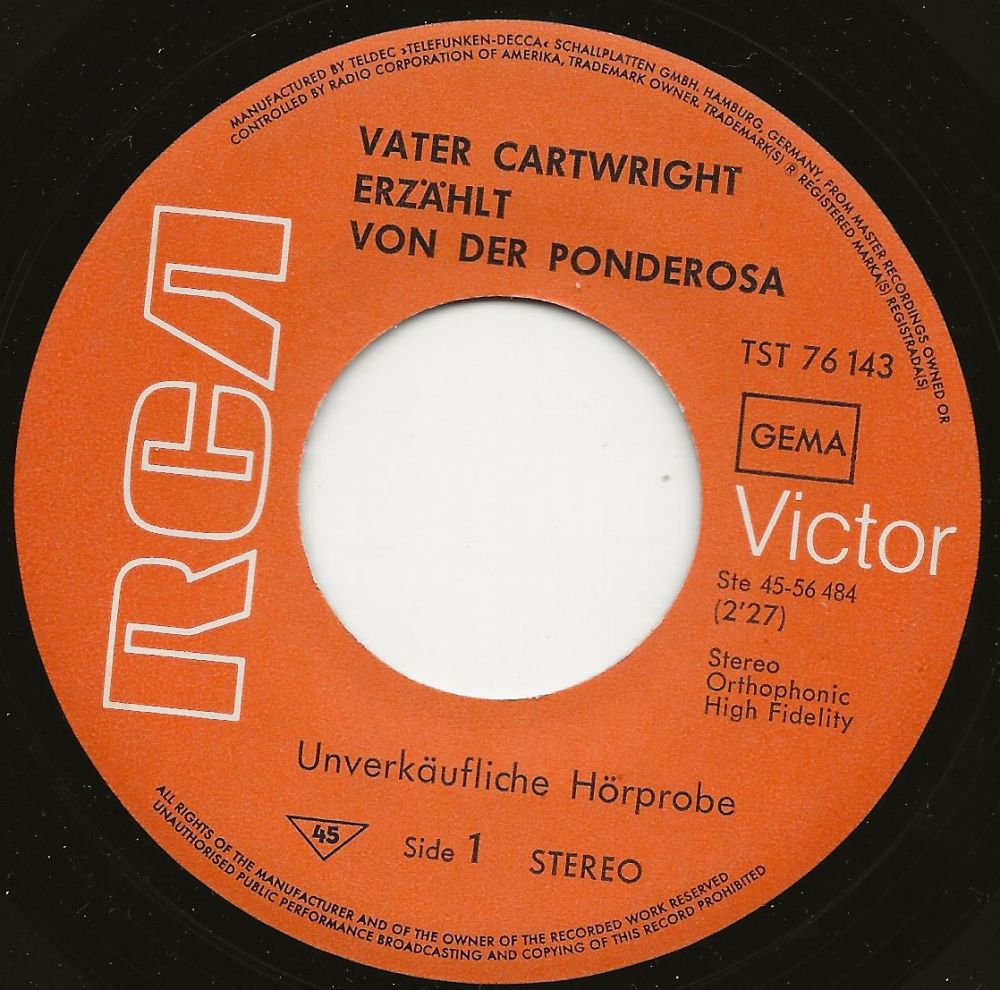 MANUFACTURED BY TELDEC ›TELEFUNKEN-DECCA‹ SCHALLPLATTEN GMBH. HAMBURG, GERMANY, FROM MASTER RECORDINGS OWNED OR
CONTROLLED BY RADIO CORPORATION OF AMERIKA, TRADEMARK OWNER. TRADEMARK(S) ® REGISTERED MARKA(S) REGISTRADA(S)
VATER CARTWRIGHT
ERZÄHLT
VON DER PONDEROSA
RCA
TST 76 143
GEMA
Victor
Ste 45-56 484
(2'27)
Stereo
Orthophonic
High Fidelity
Unverkäufliche Hörprobe
45 Side 1 STEREO
ALL RIGHTS OF THE MANUFACTURER AND OF THE OWNER OF THE RECORDED WORK RESERVED
UNAUTHORISED PUBLIC PERFORMANCE BROADCASTING AND COPYING OF THIS RECORD PROHIBITED